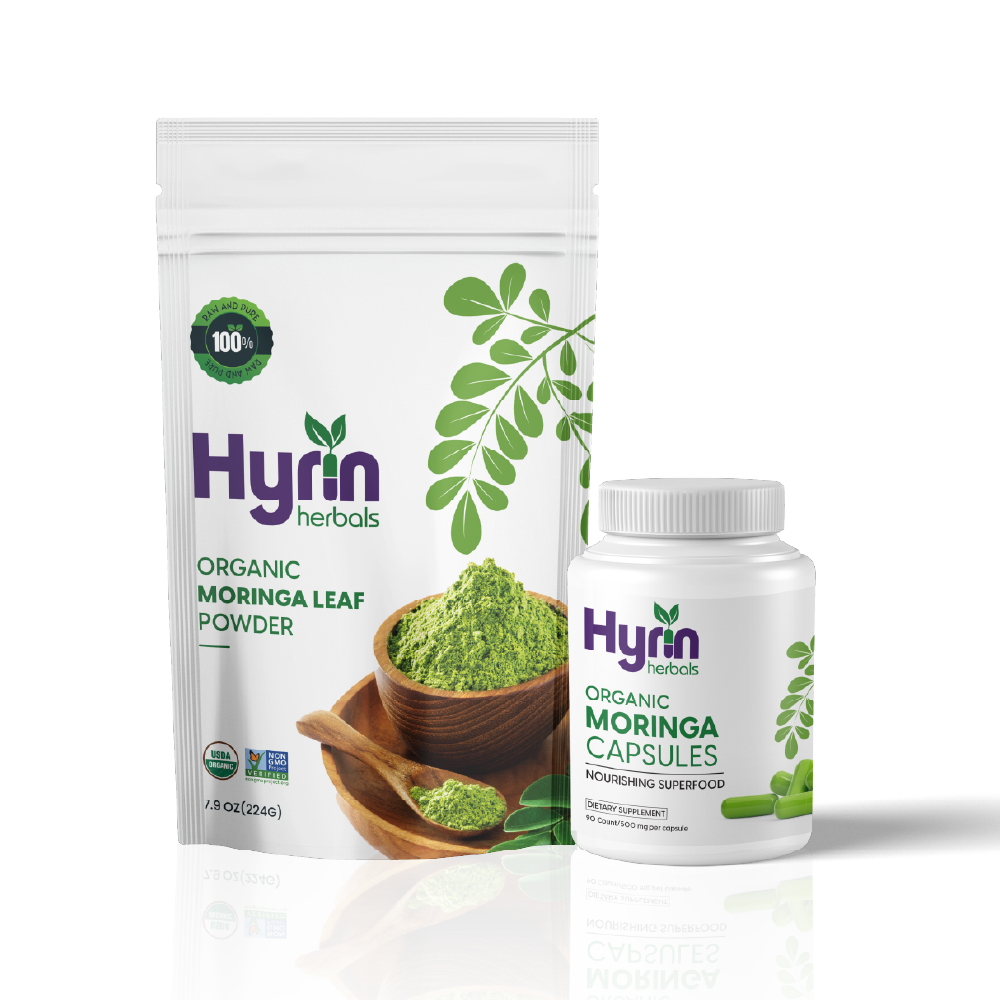 RAW AND PURE
100%
RAW AND PURE
Hyrin
herbals
ORGANIC
MORINGA LEAF
POWDER
USDA
ORGANIC
NON
GMO
Project
VERIFIED
nongmoproject.org
7.9 OZ(224G)
Hyrin
herbals
ORGANIC
MORINGA
CAPSULES
NOURISHING SUPERFOOD
DIETARY SUPPLEMENT
90 Count/500 mg per capsule